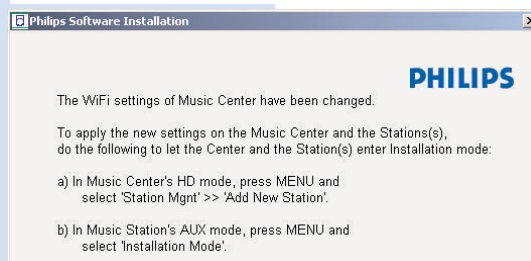 Philips Software Installation
PHILIPS
The WiFi settings of Music Center have been changed.
To apply the new settings on the Music Center and the Stations(s),
do the following to let the Center and the Station(s) enter Installation mode:
a) In Music Center's HD mode, press MENU and
select 'Station Mgnt' >> 'Add New Station'.
b) In Music Station's AUX mode, press MENU and
select 'Installation Mode'.